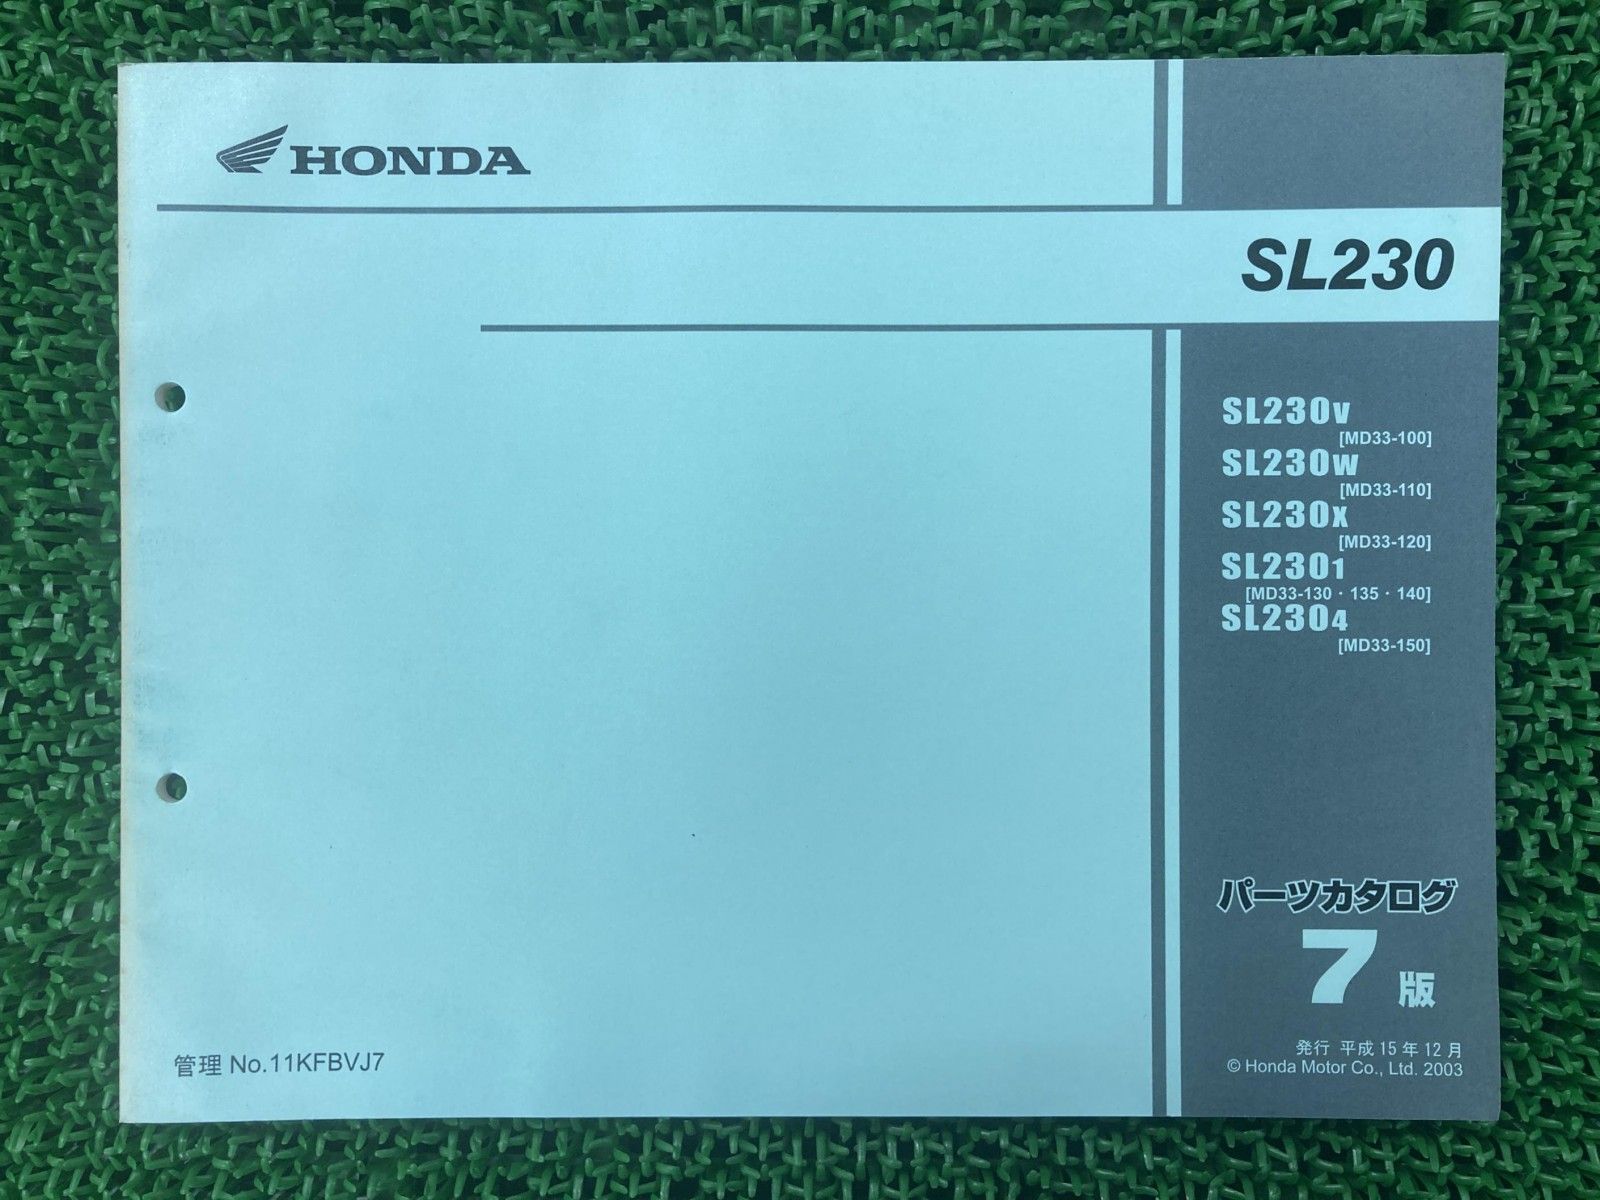 HONDA
SL230
SL230V
[MD33-100]
SL230W
[MD33-110]
SL230X
[MD33-120]
SL2301
[MD33-130・135・140]
SL2304
[MD33-150]
パーツカタログ
7版
管理 No.11KFBVJ7
発行 平成15年12月
© Honda Motor Co., Ltd. 2003